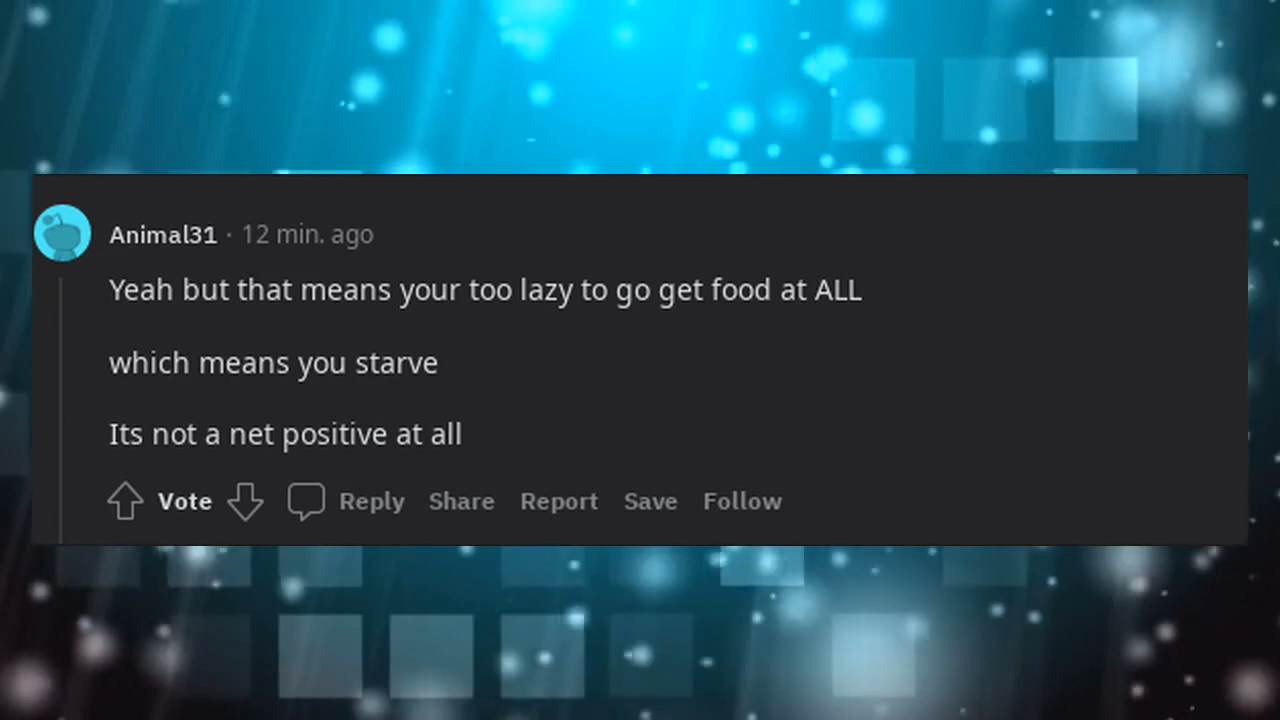 Animal31 · 12 min. ago
Yeah but that means your too lazy to go get food at ALL
which means you starve
Its not a net positive at all
Vote Reply Share Report Save Follow